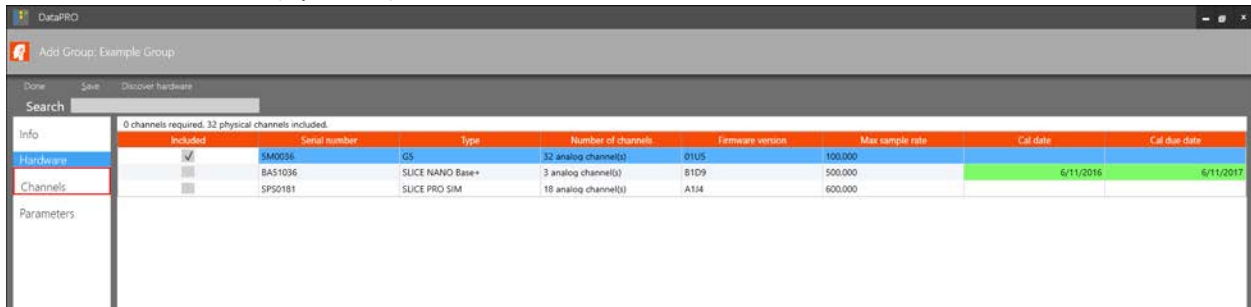 DataPRO
Add Group: Example Group
Done Save Discover hardware
Search
Info
Hardware
Channels
Parameters
0 channels required. 32 physical channels included.
Included Serial number Type Number of channels Firmware version Max sample rate Cal date Cal due date
5M0036 G5 32 analog channel(s) 01U5 100,000
BA51036 SLICE NANO Base+ 3 analog channel(s) B1D9 500,000 6/11/2016 6/11/2017
SPS0181 SLICE PRO SIM 18 analog channel(s) A1J4 600,000